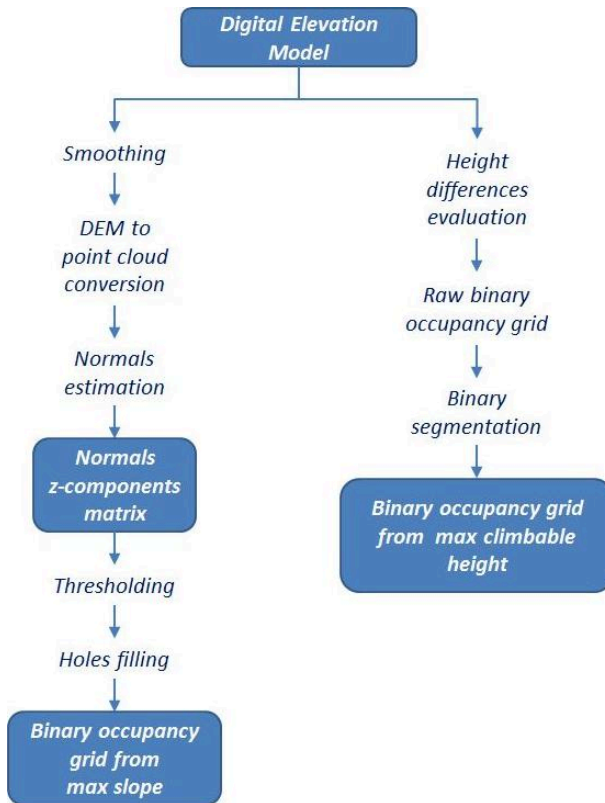 Digital Elevation
Model
Smoothing
DEM to
point cloud
conversion
Normals
estimation
Normals
z-components
matrix
Thresholding
Holes filling
Binary occupancy
grid from
max slope
Height
differences
evaluation
Raw binary
occupancy grid
Binary
segmentation
Binary occupancy grid
from max climbable
height